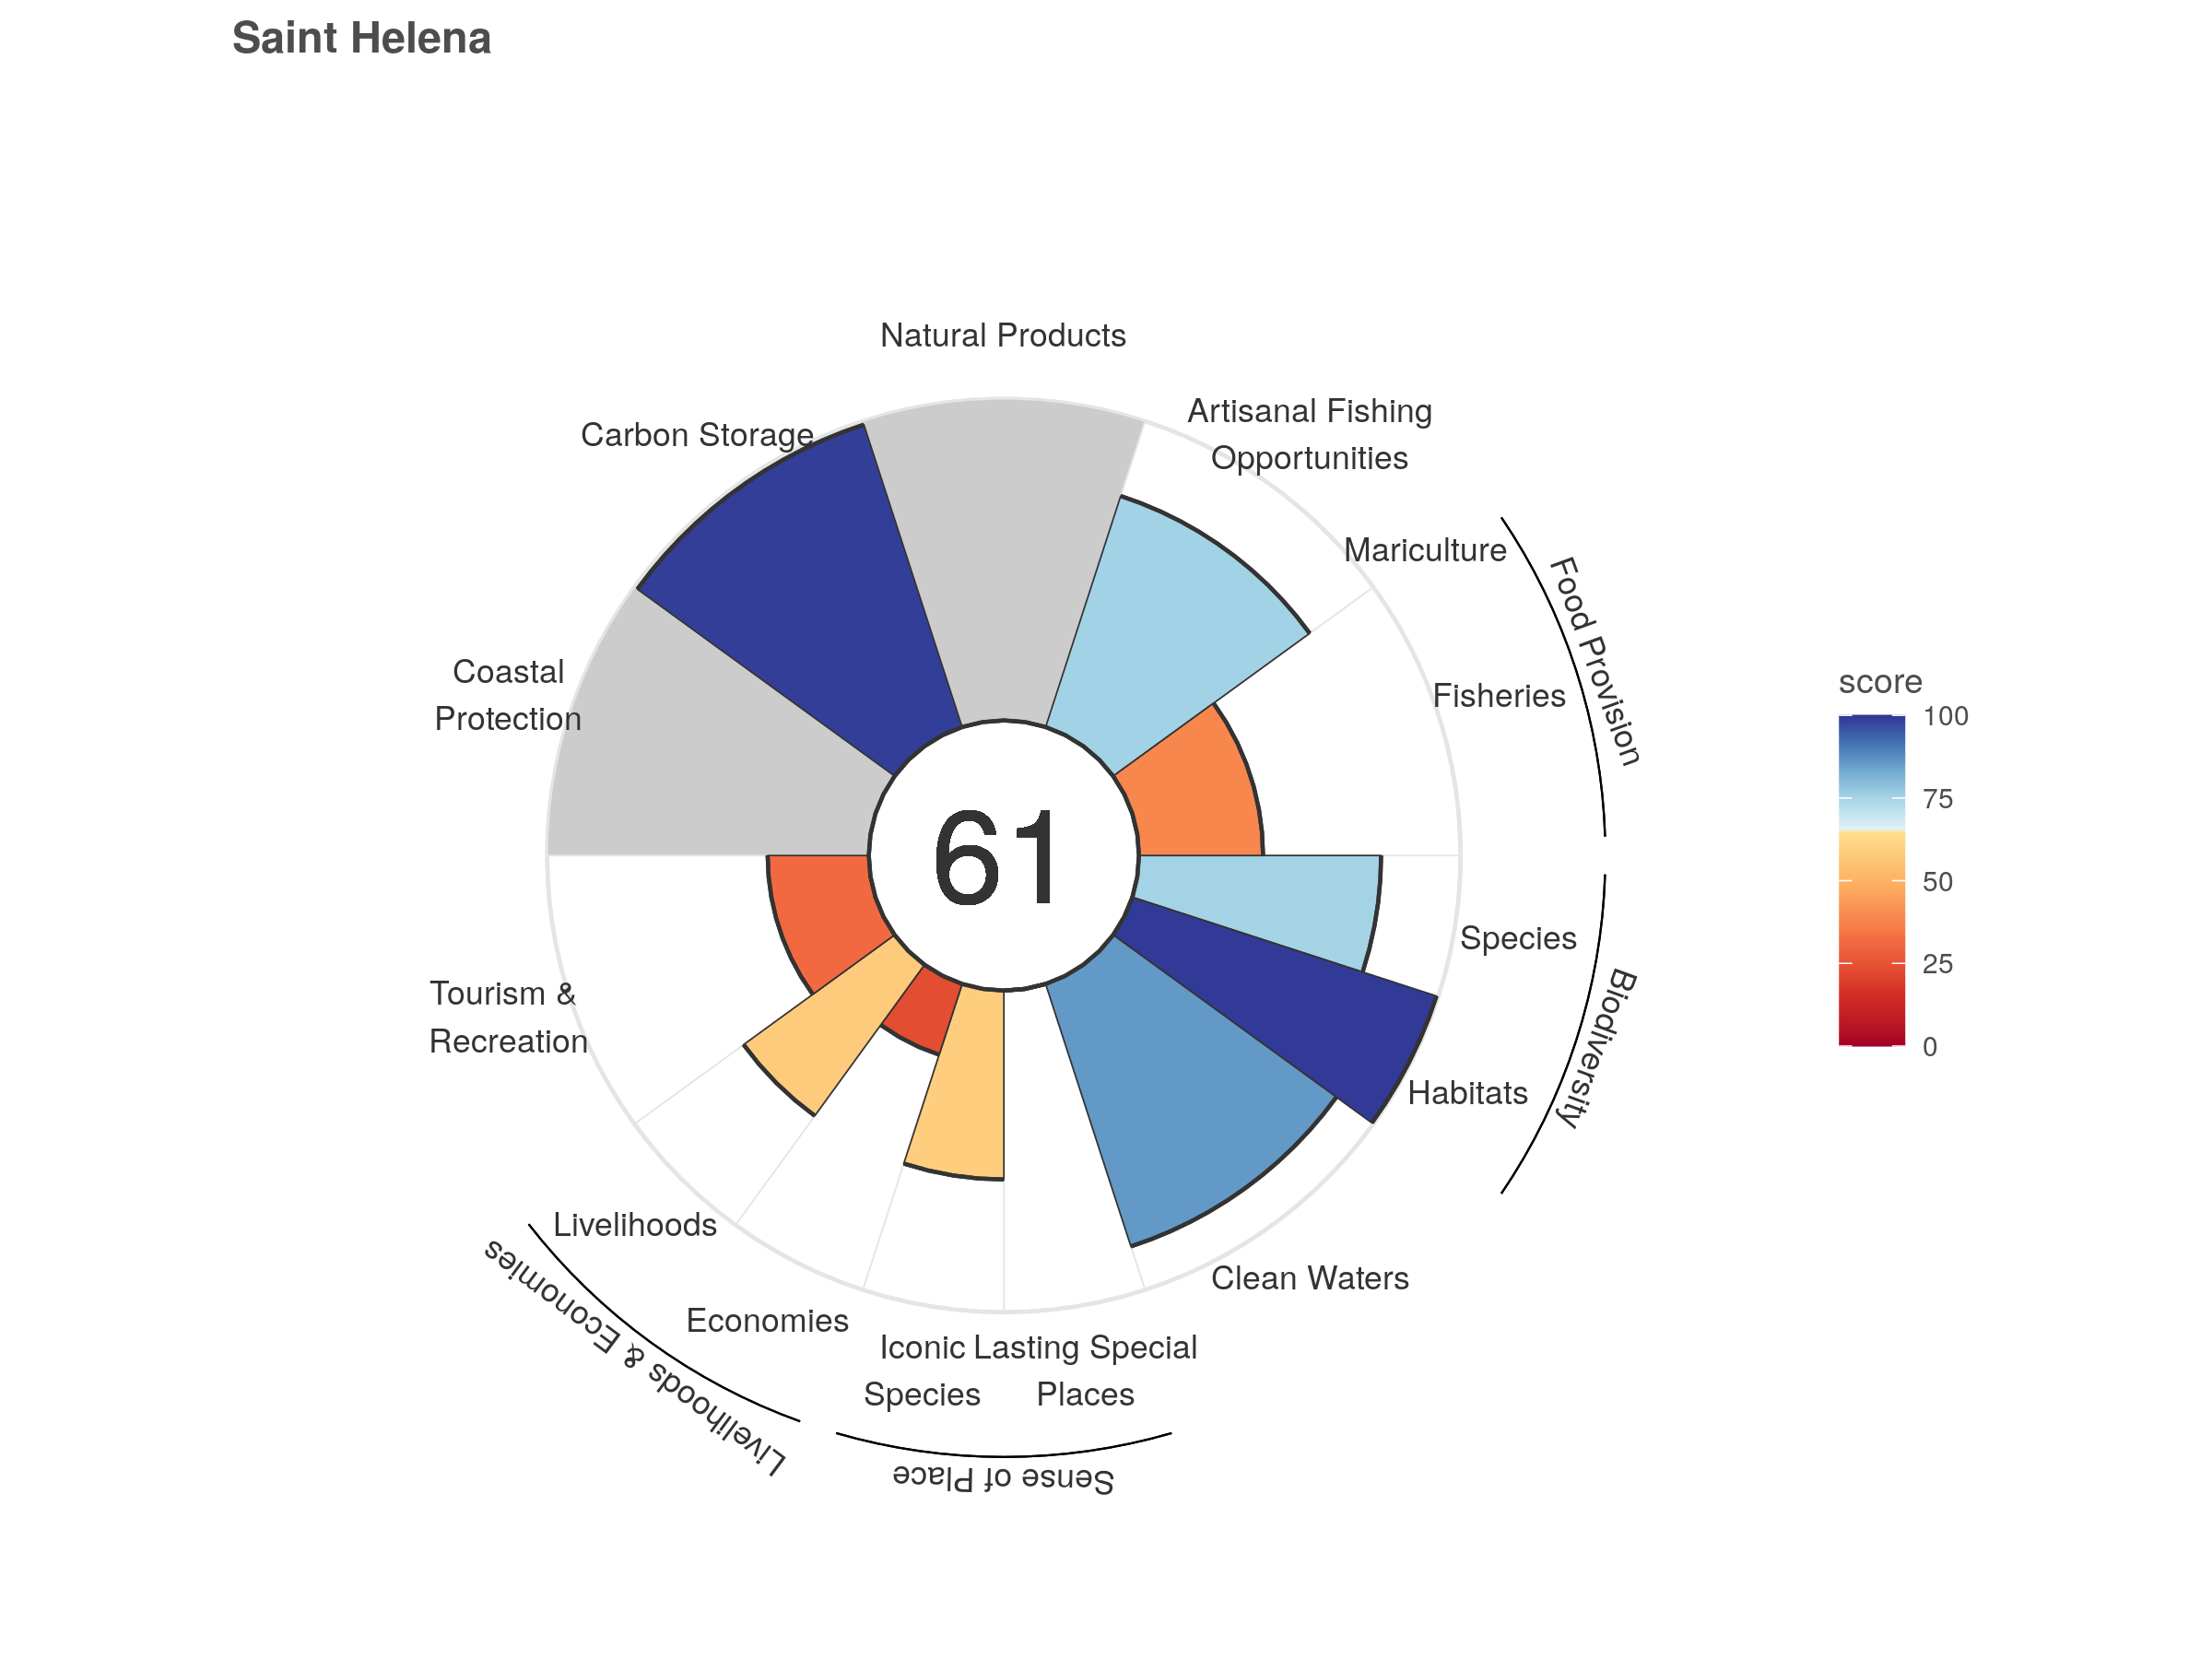 Saint Helena
Natural Products
Artisanal Fishing
Opportunities
Carbon Storage
Mariculture
Food Provision
Coastal
Protection
Fisheries
61
score
100
75
50
25
0
Species
Biodiversity
Tourism &
Recreation
Habitats
Livelihoods
Clean Waters
Livelihoods & Economies
Economies
Iconic
Species
Lasting Special
Places
Sense of Place